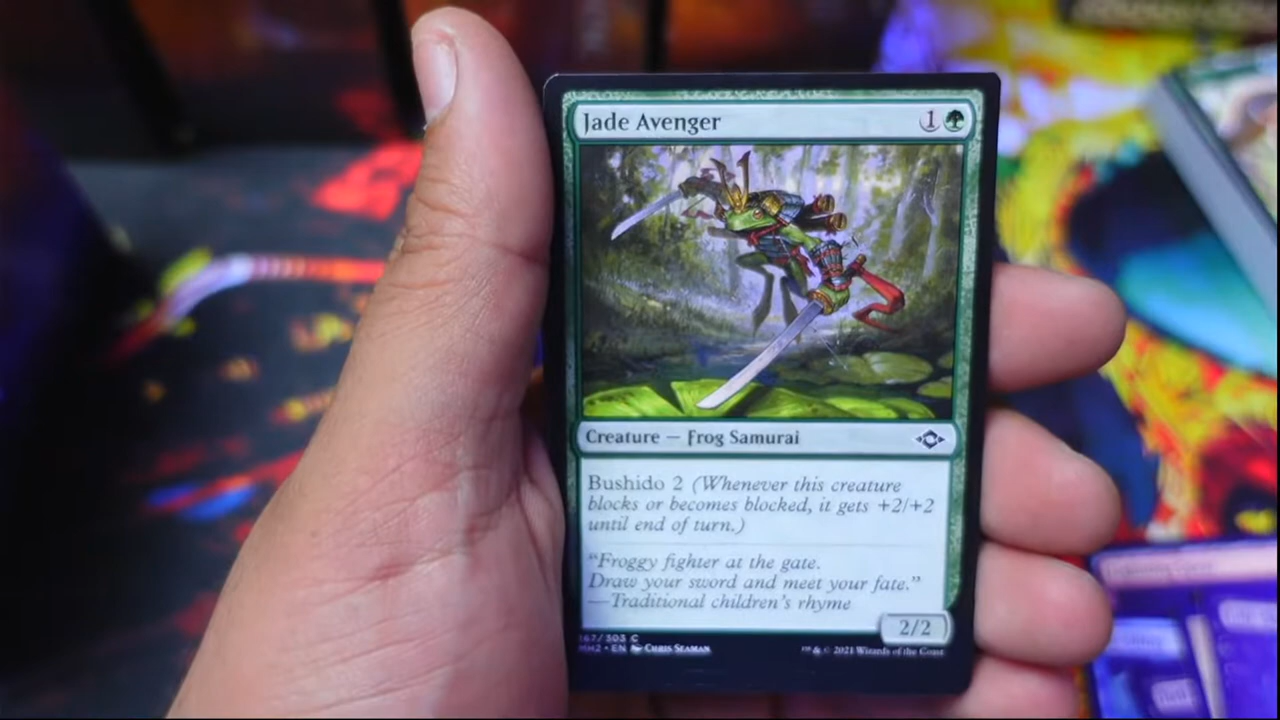 Jade Avenger 1
Creature — Frog Samurai
Bushido 2 (Whenever this creature
blocks or becomes blocked, it gets +2/+2
until end of turn.)
“Froggy fighter at the gate.
Draw your sword and meet your fate.”
—Traditional children's rhyme
2/2
167/303 C
MH2 • EN Chris Seaman
™ & © 2021 Wizards of the Coast